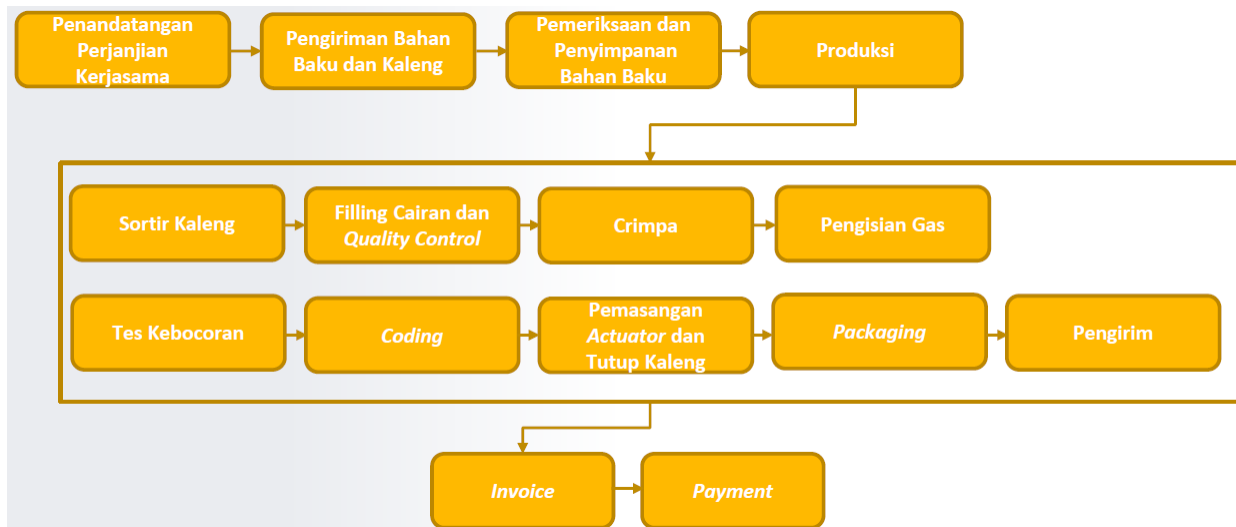 Penandatangan
Perjanjian
Kerjasama
Pengiriman Bahan
Baku dan Kaleng
Pemeriksaan dan
Penyimpanan
Bahan Baku
Produksi
Sortir Kaleng
Filling Cairan dan
Quality Control
Crimpa
Pengisian Gas
Tes Kebocoran
Coding
Pemasangan
Actuator dan
Tutup Kaleng
Packaging
Pengirim
Invoice
Payment